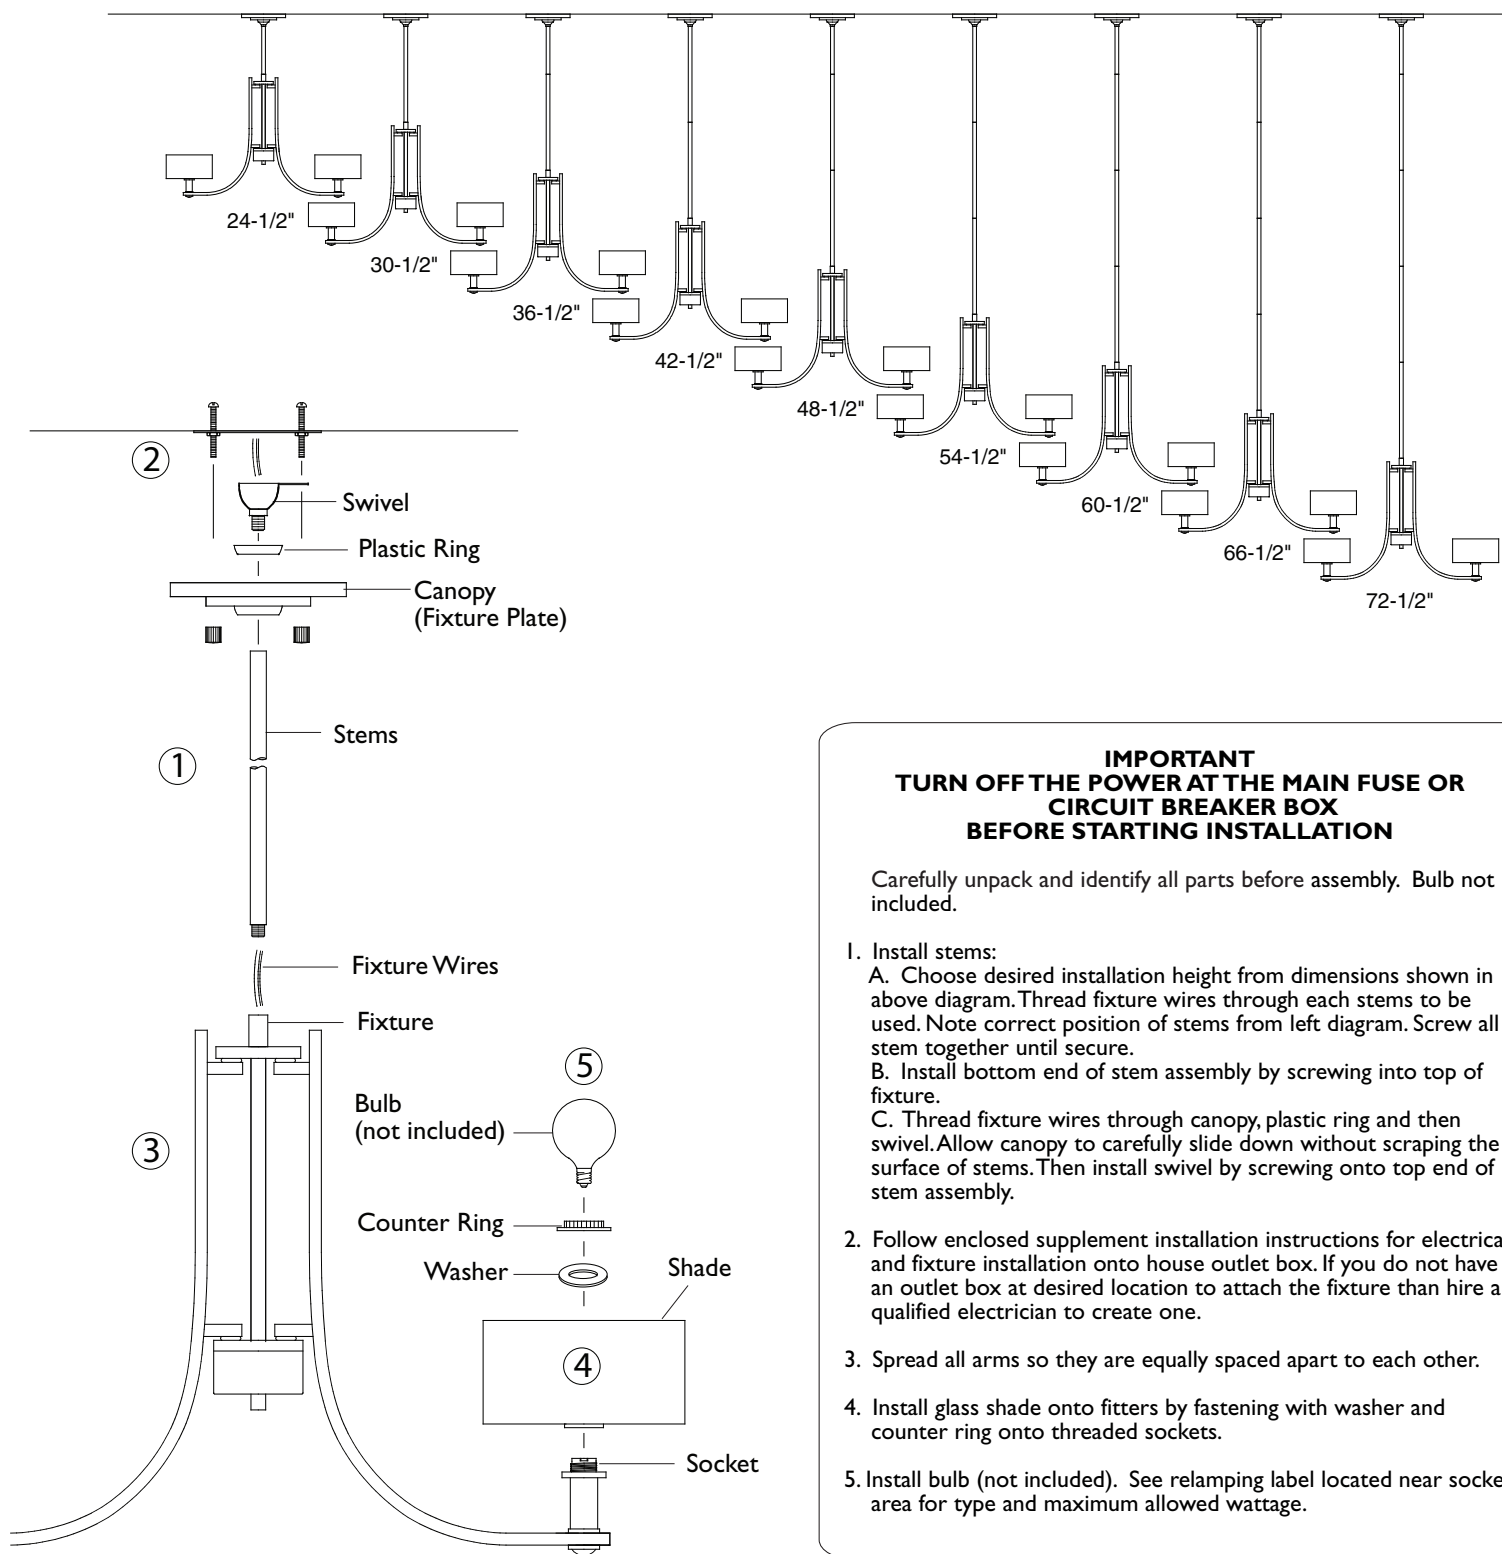 24-1/2"
30-1/2"
36-1/2"
42-1/2"
48-1/2"
54-1/2"
60-1/2"
66-1/2"
72-1/2"
2
Swivel
Plastic Ring
Canopy
(Fixture Plate)
Stems
1
Fixture Wires
Fixture
3
5
Bulb
(not included)
Counter Ring
Washer
Shade
4
Socket
IMPORTANT
TURN OFF THE POWER AT THE MAIN FUSE OR
CIRCUIT BREAKER BOX
BEFORE STARTING INSTALLATION
Carefully unpack and identify all parts before assembly. Bulb not
included.
1. Install stems:
A. Choose desired installation height from dimensions shown in
above diagram. Thread fixture wires through each stems to be
used. Note correct position of stems from left diagram. Screw all
stem together until secure.
B. Install bottom end of stem assembly by screwing into top of
fixture.
C. Thread fixture wires through canopy, plastic ring and then
swivel. Allow canopy to carefully slide down without scraping the
surface of stems. Then install swivel by screwing onto top end of
stem assembly.
2. Follow enclosed supplement installation instructions for electrica
and fixture installation onto house outlet box. If you do not have
an outlet box at desired location to attach the fixture than hire a
qualified electrician to create one.
3. Spread all arms so they are equally spaced apart to each other.
4. Install glass shade onto fitters by fastening with washer and
counter ring onto threaded sockets.
5. Install bulb (not included). See relamping label located near socke
area for type and maximum allowed wattage.